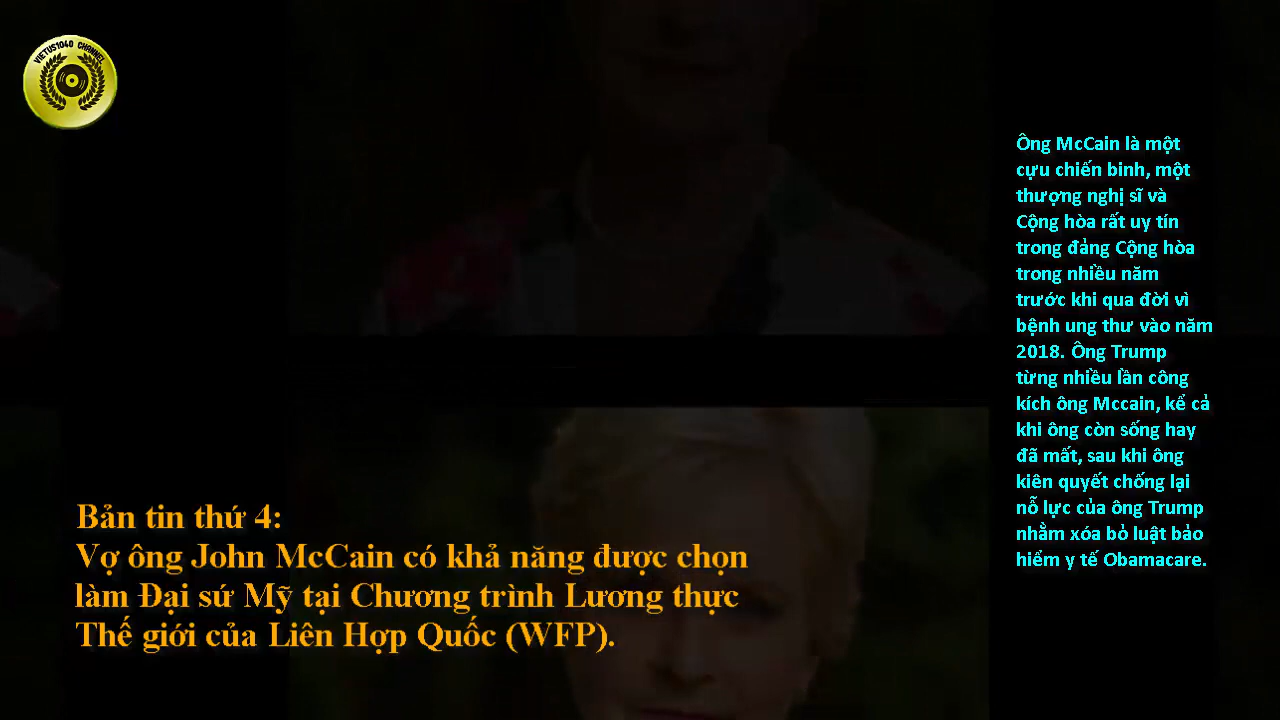 VIETUS1040 CHANNEL
Ông McCain là một
cựu chiến binh, một
thượng nghị sĩ và
Cộng hòa rất uy tín
trong đảng Cộng hòa
trong nhiều năm
trước khi qua đời vì
bệnh ung thư vào năm
2018. Ông Trump
từng nhiều lần công
kích ông Mccain, kể cả
khi ông còn sống hay
đã mất, sau khi ông
kiên quyết chống lại
nỗ lực của ông Trump
nhằm xóa bỏ luật bảo
hiểm y tế Obamacare.
Bản tin thứ 4:
Vợ ông John McCain có khả năng được chọn
làm Đại sứ Mỹ tại Chương trình Lương thực
Thế giới của Liên Hợp Quốc (WFP).